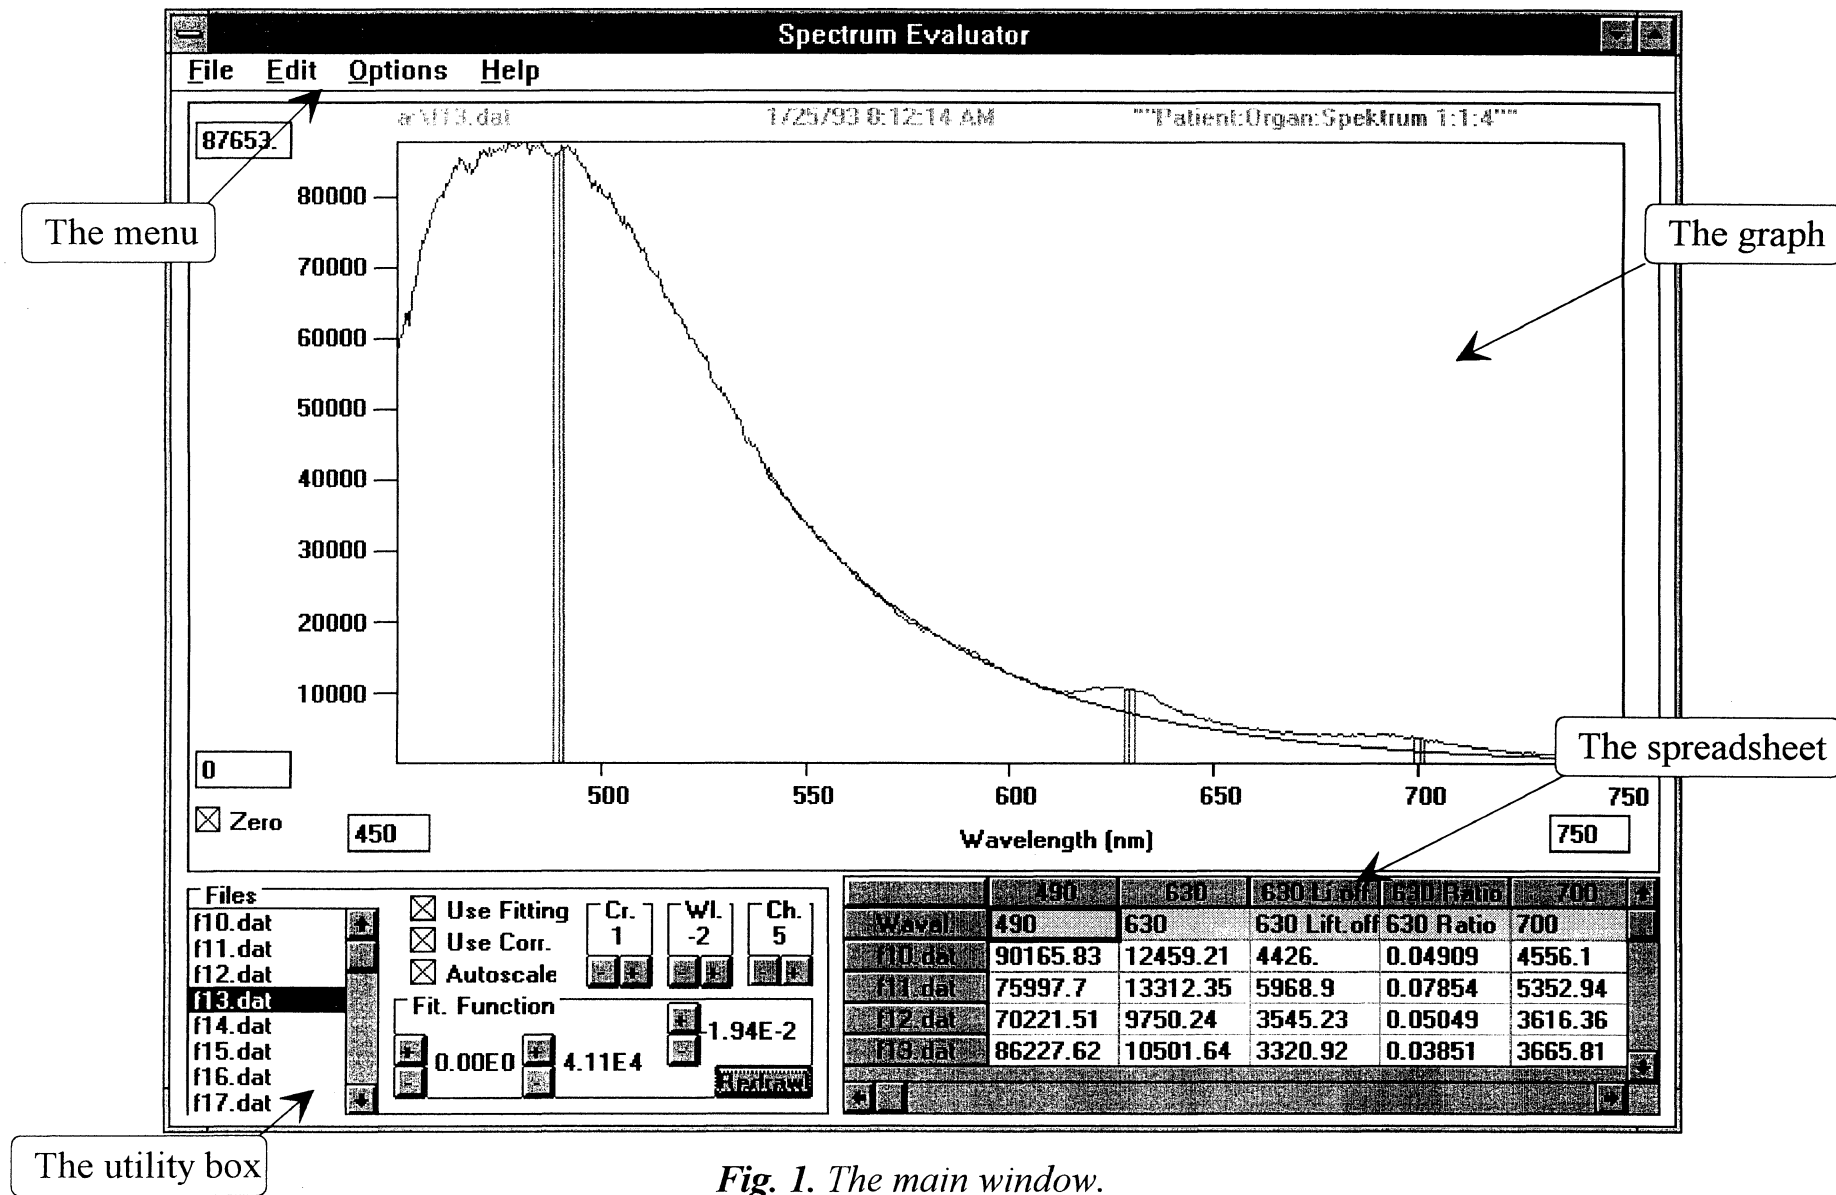 Spectrum Evaluator
File Edit Options Help
a:\f13.dat 1/25/93 8:12:14 AM ""Patient:Organ:Spektrum 1:1:4""
87653.
80000
70000
60000
50000
40000
30000
20000
10000
The menu
The graph
The spreadsheet
0
Zero
450
500 550 600 650 700 750
Wavelength (nm)
750
Files
f10.dat
f11.dat
f12.dat
f13.dat
f14.dat
f15.dat
f16.dat
f17.dat
Use Fitting
Use Corr.
Autoscale
Cr.
1
Wl.
-2
Ch.
5
Fit. Function
0.00E0 4.11E4 -1.94E-2
Redraw!
490 630 630 Li.off 630 Ratio 700
Wavel. 490 630 630 Lift.off 630 Ratio 700
f10.dat 90165.83 12459.21 4426. 0.04909 4556.1
f11.dat 75997.7 13312.35 5968.9 0.07854 5352.94
f12.dat 70221.51 9750.24 3545.23 0.05049 3616.36
f13.dat 86227.62 10501.64 3320.92 0.03851 3665.81
The utility box
Fig. 1. The main window.